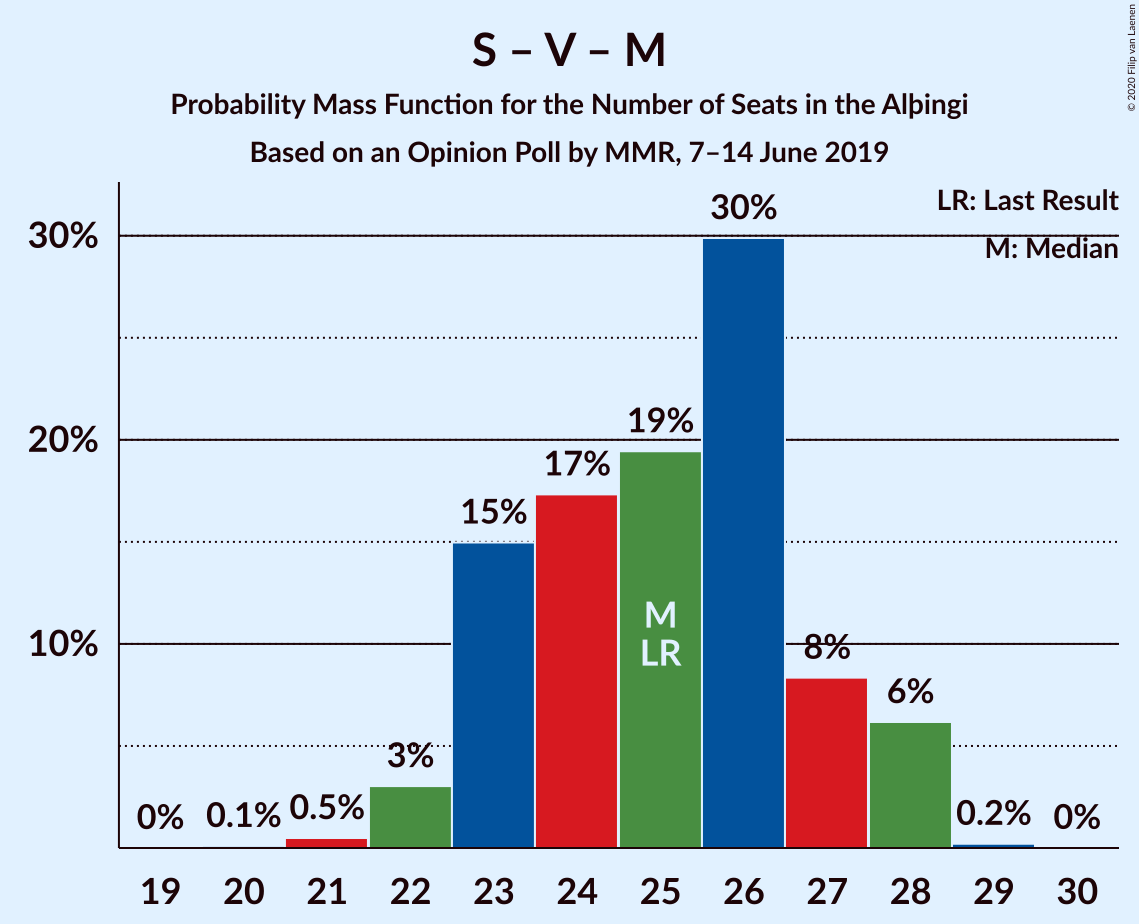 S – V – M
Probability Mass Function for the Number of Seats in the Alþingi
Based on an Opinion Poll by MMR, 7–14 June 2019
© 2020 Filip van Laenen
LR: Last Result
M: Median
30%
20%
10%
0%
0.1%
0.5%
3%
15%
17%
19%
30%
8%
6%
0.2%
0%
M
LR
19 20 21 22 23 24 25 26 27 28 29 30